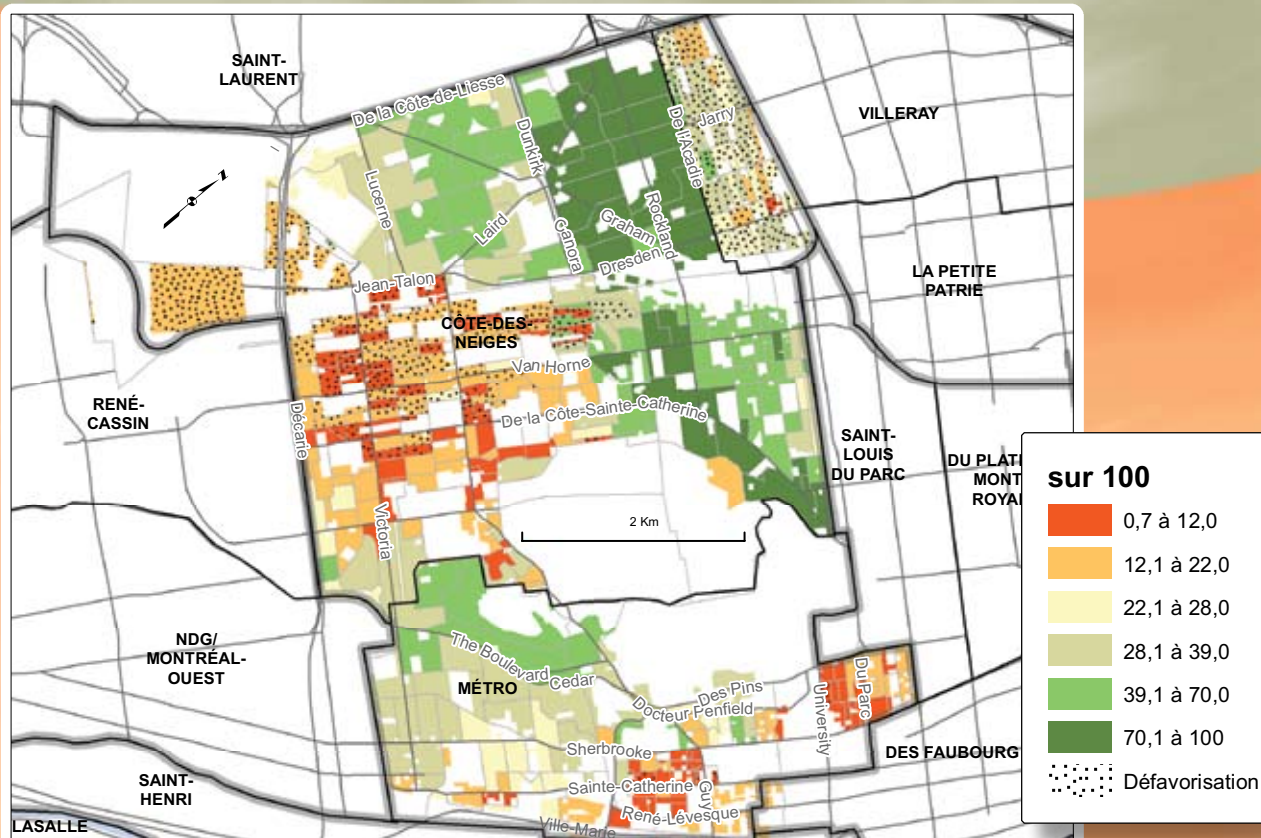 SAINT-
LAURENT
De la Côte-de-Liesse
VILLERAY
Jarry
De l'Acadie
Dunkirk
Lucerne
Laird
Canora
Graham
Rockland
Dresden
Jean-Talon
LA PETITE
PATRIE
CÔTE-DES-
NEIGES
Van Horne
RENÉ-
CASSIN
Décarie
De la Côte-Sainte-Catherine
SAINT-
LOUIS
DU PARC
DU PLAT
MONT
ROYA
Victoria
2 Km
NDG/
MONTRÉAL-
OUEST
The Boulevard
Cedar
MÉTRO
Des Pins
Docteur Penfield
University
Du Parc
Sherbrooke
DES FAUBOURG
SAINT-
HENRI
Sainte-Catherine
Guy
René-Lévesque
Ville-Marie
LASALLE
sur 100
0,7 à 12,0
12,1 à 22,0
22,1 à 28,0
28,1 à 39,0
39,1 à 70,0
70,1 à 100
Défavorisation